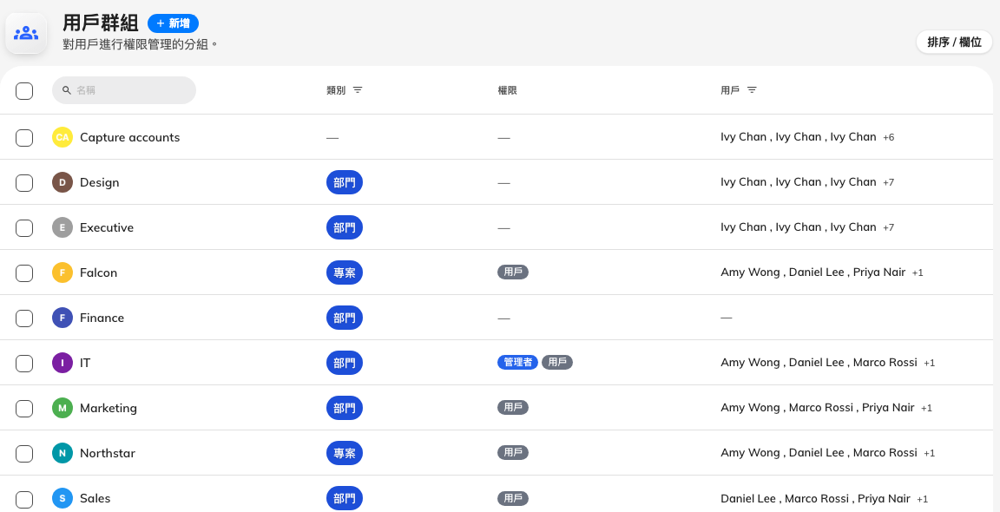 用戶群組 + 新增
對用戶進行權限管理的分組。
排序 / 欄位
名稱 類別 權限 用戶
CA Capture accounts — — Ivy Chan , Ivy Chan , Ivy Chan +6
D Design 部門 — Ivy Chan , Ivy Chan , Ivy Chan +7
E Executive 部門 — Ivy Chan , Ivy Chan , Ivy Chan +7
F Falcon 專案 用戶 Amy Wong , Daniel Lee , Priya Nair +1
F Finance 部門 — —
I IT 部門 管理者 用戶 Amy Wong , Daniel Lee , Marco Rossi +1
M Marketing 部門 用戶 Amy Wong , Marco Rossi , Priya Nair +1
N Northstar 專案 用戶 Amy Wong , Daniel Lee , Marco Rossi +1
S Sales 部門 用戶 Daniel Lee , Marco Rossi , Priya Nair +1